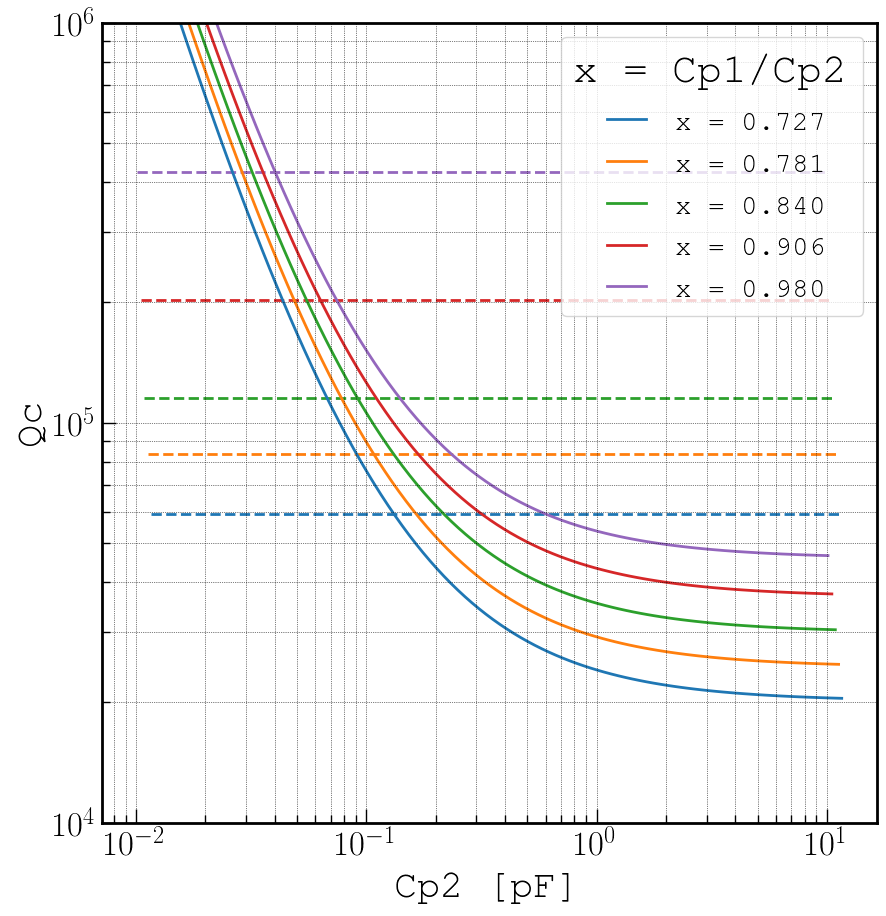 10^6
10^5
10^4
Qc
x = Cp1/Cp2
x = 0.727
x = 0.781
x = 0.840
x = 0.906
x = 0.980
10^−2
10^−1
10^0
10^1
Cp2 [pF]